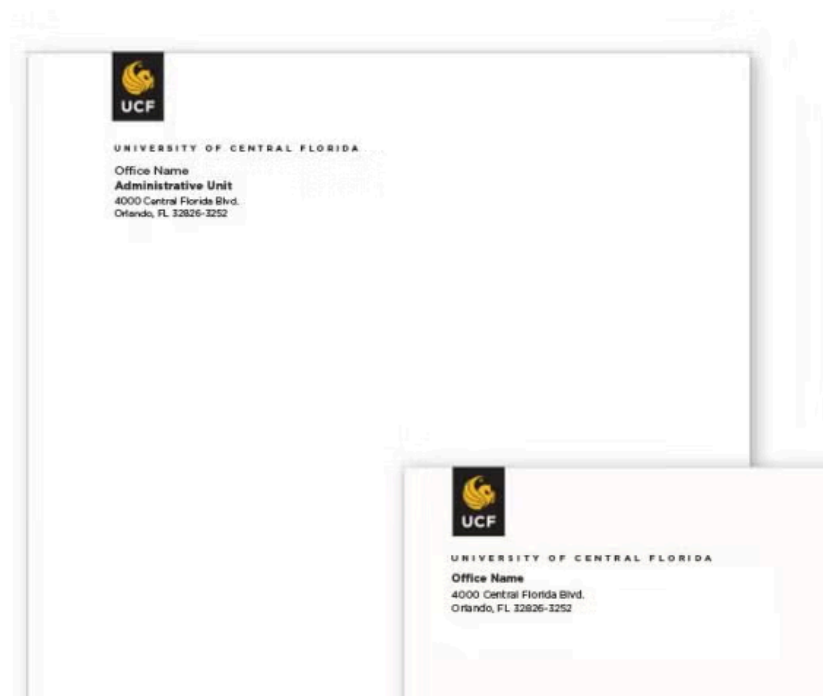 UCF
UNIVERSITY OF CENTRAL FLORIDA
Office Name
Administrative Unit
4000 Central Florida Blvd.
Orlando, FL 32826-3252
UCF
UNIVERSITY OF CENTRAL FLORIDA
Office Name
4000 Central Florida Blvd.
Orlando, FL 32826-3252